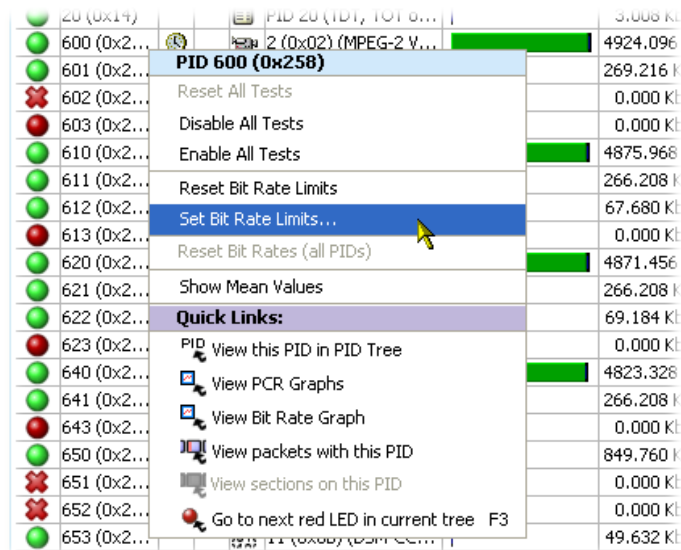 20 (0x14) PID 20 (TDT, TOT o... 3.008 K
600 (0x2... 2 (0x02) (MPEG-2 V... 4924.096
PID 600 (0x258)
601 (0x2... 269.216 K
Reset All Tests
602 (0x2... 0.000 Kb
Disable All Tests
603 (0x2... 0.000 Kb
Enable All Tests
610 (0x2... 4875.968
Reset Bit Rate Limits
611 (0x2... 266.208 K
Set Bit Rate Limits...
612 (0x2... 67.680 Kb
613 (0x2... 0.000 Kb
Reset Bit Rates (all PIDs)
620 (0x2... 4871.456
Show Mean Values
621 (0x2... 266.208 K
Quick Links:
622 (0x2... 69.184 Kb
623 (0x2... 0.000 Kb
PID View this PID in PID Tree
640 (0x2... 4823.328
View PCR Graphs
641 (0x2... 266.208 K
View Bit Rate Graph
643 (0x2... 0.000 Kb
View packets with this PID
650 (0x2... 849.760 K
651 (0x2... 0.000 Kb
View sections on this PID
652 (0x2... 0.000 Kb
Go to next red LED in current tree F3
653 (0x2... 11 (0x0B) (DSM-CC... 49.632 Kb